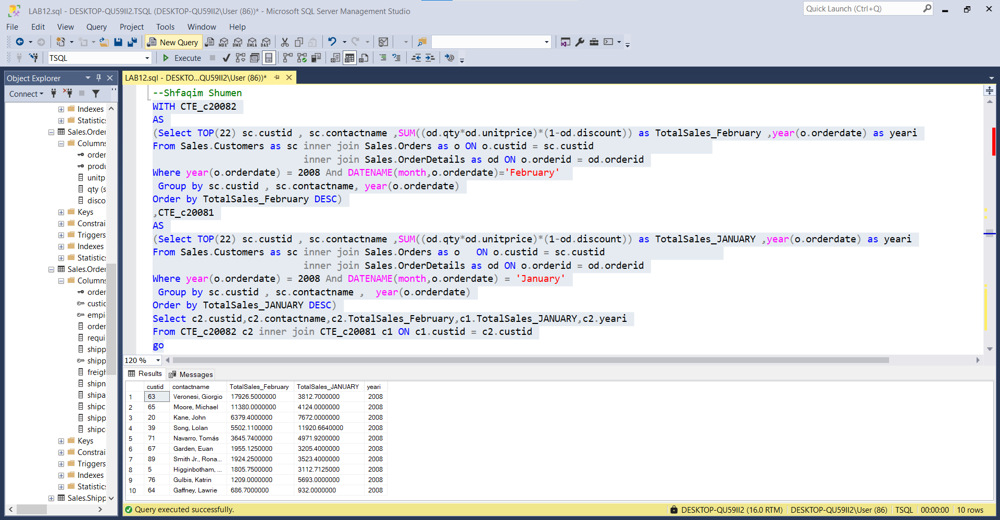 LAB12.sql - DESKTOP-QU59II2.TSQL (DESKTOP-QU59II2\User (86))* - Microsoft SQL Server Management Studio
Quick Launch (Ctrl+Q)
File Edit View Query Project Tools Window Help
New Query
MDX DMX XMLA DAX
TSQL
Execute
Object Explorer
LAB12.sql - DESKTO...QU59II2\User (86))*
Connect
Indexes
Statistics
Sales.Order
Columns
order
produ
unitp
qty (s
disco
Keys
Constrai
Triggers
Indexes
Statistics
Sales.Order
Columns
order
custid
empi
order
requi
shipp
shipp
freigh
shipn
shipa
shipc
shipp
shipc
Keys
Constrai
Triggers
Indexes
Statistics
Sales.Shipp
--Shfaqim Shumen
WITH CTE_c20082
AS
(Select TOP(22) sc.custid , sc.contactname ,SUM((od.qty*od.unitprice)*(1-od.discount)) as TotalSales_February ,year(o.orderdate) as yeari
From Sales.Customers as sc inner join Sales.Orders as o ON o.custid = sc.custid
inner join Sales.OrderDetails as od ON o.orderid = od.orderid
Where year(o.orderdate) = 2008 And DATENAME(month,o.orderdate)='February'
Group by sc.custid , sc.contactname, year(o.orderdate)
Order by TotalSales_February DESC)
,CTE_c20081
AS
(Select TOP(22) sc.custid , sc.contactname ,SUM((od.qty*od.unitprice)*(1-od.discount)) as TotalSales_JANUARY ,year(o.orderdate) as yeari
From Sales.Customers as sc inner join Sales.Orders as o ON o.custid = sc.custid
inner join Sales.OrderDetails as od ON o.orderid = od.orderid
Where year(o.orderdate) = 2008 And DATENAME(month,o.orderdate) = 'January'
Group by sc.custid , sc.contactname , year(o.orderdate)
Order by TotalSales_JANUARY DESC)
Select c2.custid,c2.contactname,c2.TotalSales_February,c1.TotalSales_JANUARY,c2.yeari
From CTE_c20082 c2 inner join CTE_c20081 c1 ON c1.custid = c2.custid
go
120 %
Results Messages
custid contactname TotalSales_February TotalSales_JANUARY yeari
1 63 Veronesi, Giorgio 17926.5000000 3812.7000000 2008
2 65 Moore, Michael 11380.0000000 4124.0000000 2008
3 20 Kane, John 6379.4000000 7672.0000000 2008
4 39 Song, Lolan 5502.1100000 11920.6640000 2008
5 71 Navarro, Tomás 3645.7400000 4971.9200000 2008
6 67 Garden, Euan 1955.1250000 3205.4000000 2008
7 89 Smith Jr., Rona... 1924.2500000 3523.4000000 2008
8 5 Higginbotham, ... 1805.7500000 3112.7125000 2008
9 76 Gulbis, Katrin 1209.0000000 5693.0000000 2008
10 64 Gaffney, Lawrie 686.7000000 932.0000000 2008
Query executed successfully.
DESKTOP-QU59II2 (16.0 RTM) DESKTOP-QU59II2\User (86) TSQL 00:00:00 10 rows